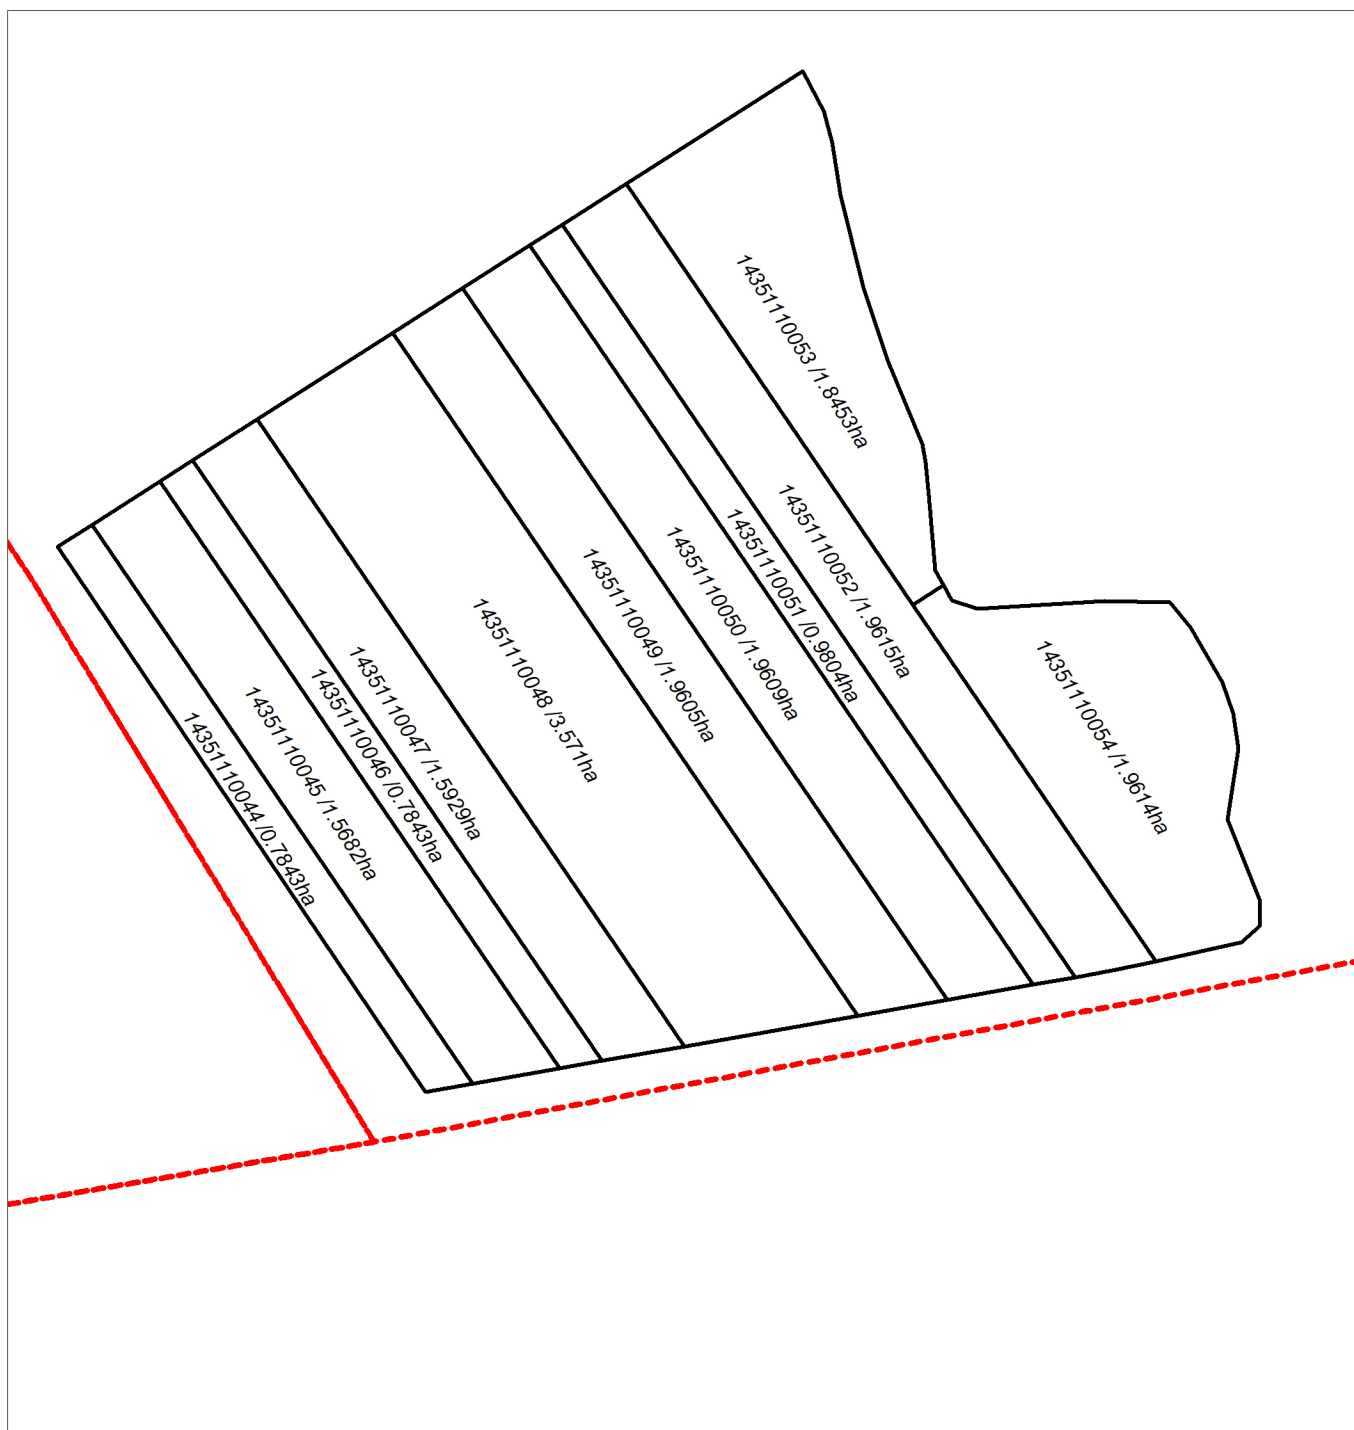 14351110044 /0.7843ha
14351110045 /1.5682ha
14351110046 /0.7843ha
14351110047 /1.5929ha
14351110048 /3.571ha
14351110049 /1.9605ha
14351110050 /1.9609ha
14351110051 /0.9804ha
14351110052 /1.9615ha
14351110053 /1.8453ha
14351110054 /1.9614ha